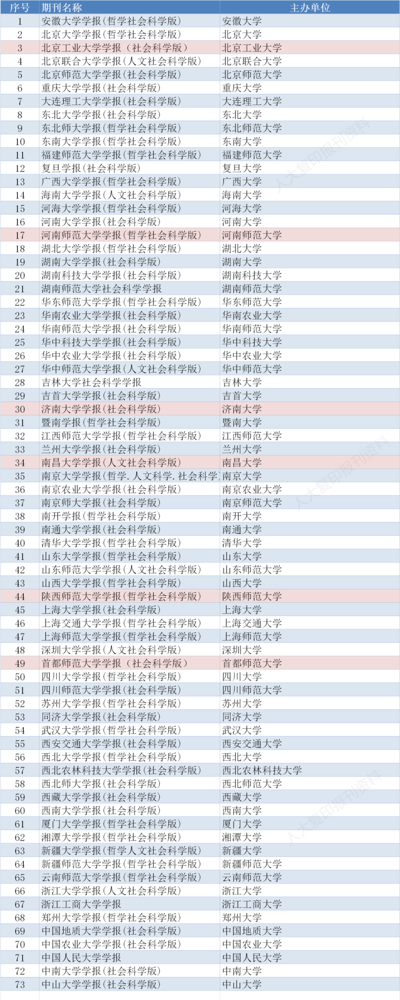 序号 期刊名称 主办单位
1 安徽大学学报(哲学社会科学版) 安徽大学
2 北京大学学报(哲学社会科学版) 北京大学
3 北京工业大学学报（社会科学版） 北京工业大学
4 北京联合大学学报(人文社会科学版) 北京联合大学
5 北京师范大学学报(社会科学版) 北京师范大学
6 重庆大学学报(社会科学版) 重庆大学
7 大连理工大学学报(社会科学版) 大连理工大学
8 东北大学学报(社会科学版) 东北大学
9 东北师大学报(哲学社会科学版) 东北师范大学
10 东南大学学报(哲学社会科学版) 东南大学
11 福建师范大学学报(哲学社会科学版) 福建师范大学
12 复旦学报(社会科学版) 复旦大学
13 广西大学学报(哲学社会科学版) 广西大学
14 海南大学学报(人文社会科学版) 海南大学
15 河海大学学报(哲学社会科学版) 河海大学
16 河南大学学报(社会科学版) 河南大学
17 河南师范大学学报(哲学社会科学版) 河南师范大学
18 湖北大学学报(哲学社会科学版) 湖北大学
19 湖南大学学报(社会科学版) 湖南大学
20 湖南科技大学学报(社会科学版) 湖南科技大学
21 湖南师范大学社会科学学报 湖南师范大学
22 华东师范大学学报(哲学社会科学版) 华东师范大学
23 华南农业大学学报(社会科学版) 华南农业大学
24 华南师范大学学报(社会科学版) 华南师范大学
25 华中科技大学学报(社会科学版) 华中科技大学
26 华中农业大学学报(社会科学版) 华中农业大学
27 华中师范大学学报(人文社会科学版) 华中师范大学
28 吉林大学社会科学学报 吉林大学
29 吉首大学学报(社会科学版) 吉首大学
30 济南大学学报(社会科学版) 济南大学
31 暨南学报(哲学社会科学版) 暨南大学
32 江西师范大学学报(哲学社会科学版) 江西师范大学
33 兰州大学学报(社会科学版) 兰州大学
34 南昌大学学报(人文社会科学版) 南昌大学
35 南京大学学报(哲学.人文科学.社会科学) 南京大学
36 南京农业大学学报(社会科学版) 南京农业大学
37 南京师大学报(社会科学版) 南京师范大学
38 南开学报(哲学社会科学版) 南开大学
39 南通大学学报(社会科学版) 南通大学
40 清华大学学报(哲学社会科学版) 清华大学
41 山东大学学报(哲学社会科学版) 山东大学
42 山东师范大学学报(人文社会科学版) 山东师范大学
43 山西大学学报(哲学社会科学版) 山西大学
44 陕西师范大学学报(哲学社会科学版) 陕西师范大学
45 上海大学学报(社会科学版) 上海大学
46 上海交通大学学报(哲学社会科学版) 上海交通大学
47 上海师范大学学报(哲学社会科学版) 上海师范大学
48 深圳大学学报(人文社会科学版) 深圳大学
49 首都师范大学学报（社会科学版） 首都师范大学
50 四川大学学报(哲学社会科学版) 四川大学
51 四川师范大学学报(社会科学版) 四川师范大学
52 苏州大学学报(哲学社会科学版) 苏州大学
53 同济大学学报(社会科学版) 同济大学
54 武汉大学学报(哲学社会科学版) 武汉大学
55 西安交通大学学报(社会科学版) 西安交通大学
56 西北大学学报(哲学社会科学版) 西北大学
57 西北农林科技大学学报(社会科学版) 西北农林科技大学
58 西北师大学报(社会科学版) 西北师范大学
59 西藏大学学报(社会科学版) 西藏大学
60 西南大学学报(社会科学版) 西南大学
61 厦门大学学报(哲学社会科学版) 厦门大学
62 湘潭大学学报(哲学社会科学版) 湘潭大学
63 新疆大学学报(哲学人文社会科学版) 新疆大学
64 新疆师范大学学报(哲学社会科学版) 新疆师范大学
65 云南师范大学学报(哲学社会科学版) 云南师范大学
66 浙江大学学报(人文社会科学版) 浙江大学
67 浙江工商大学学报 浙江工商大学
68 郑州大学学报(哲学社会科学版) 郑州大学
69 中国地质大学学报(社会科学版) 中国地质大学
70 中国农业大学学报(社会科学版) 中国农业大学
71 中国人民大学学报 中国人民大学
72 中南大学学报(社会科学版) 中南大学
73 中山大学学报(社会科学版) 中山大学
人大复印报刊资料
人大复印报刊资料
人大复印报刊资料